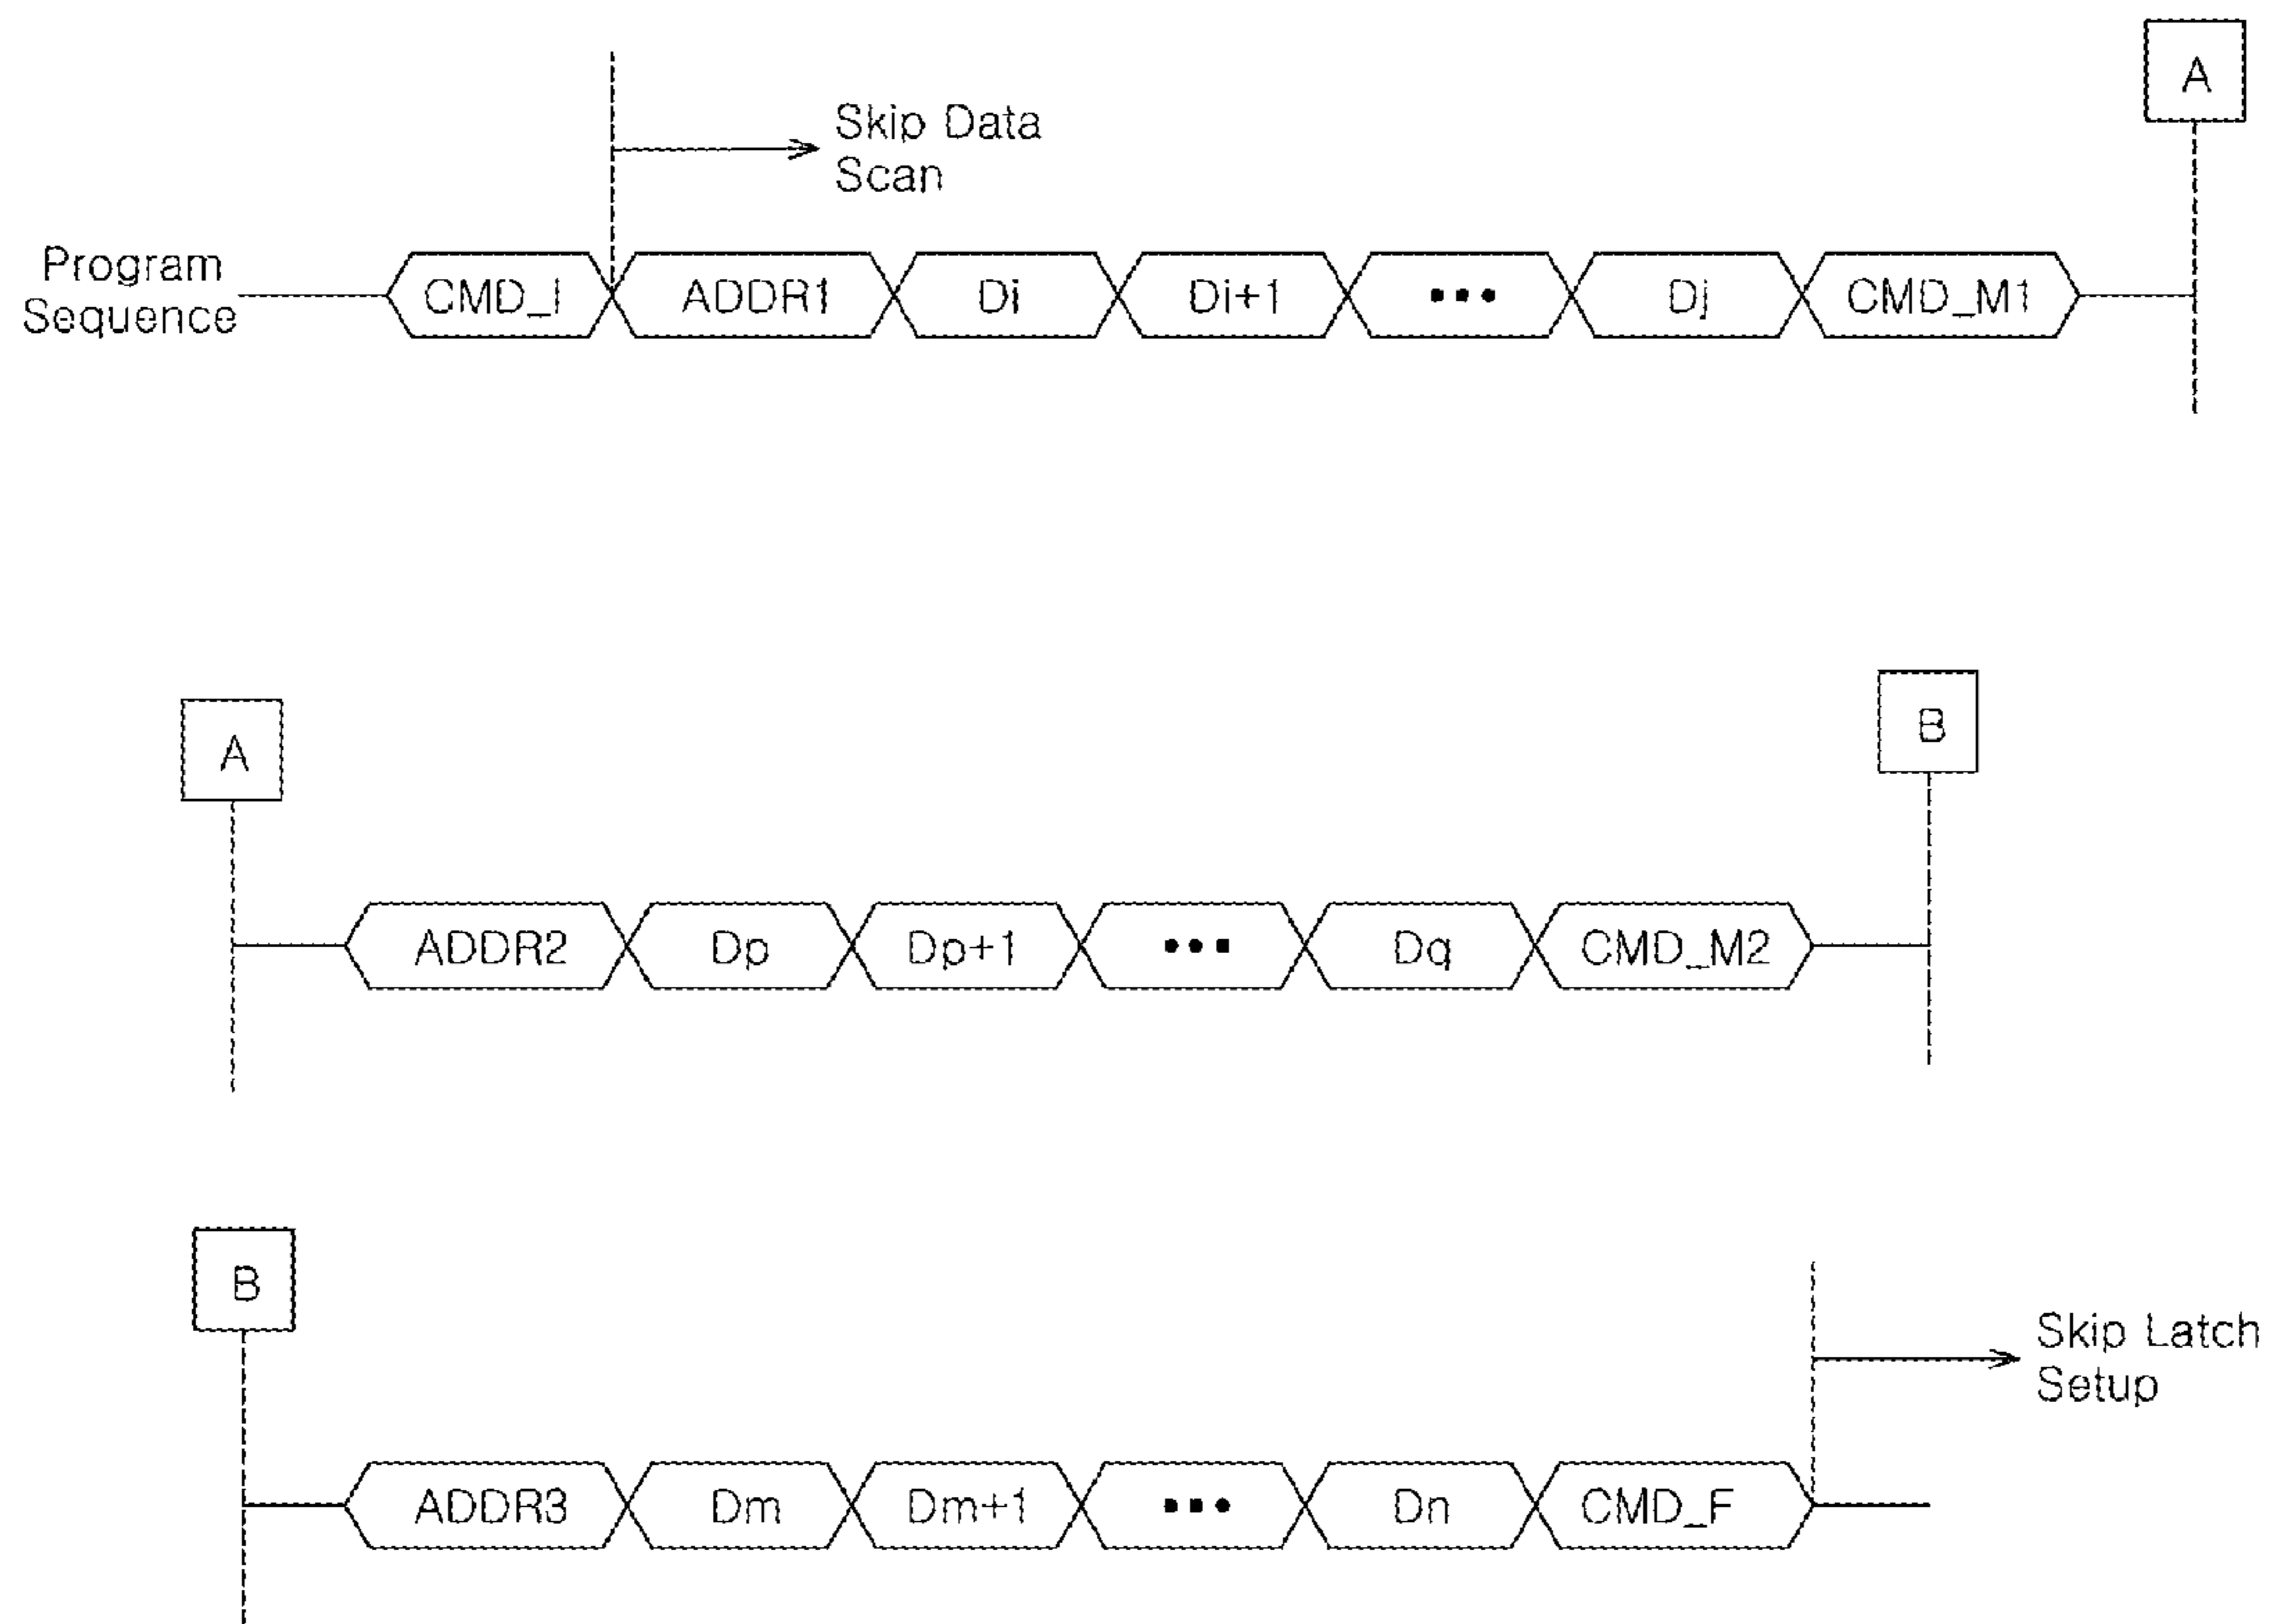 A
Skip Data
Scan
Program
Sequence
CMD_I ADDR1 Di Di+1 ••• Dj CMD_M1
A
B
ADDR2 Dp Dp+1 ••• Dq CMD_M2
B
Skip Latch
Setup
ADDR3 Dm Dm+1 ••• Dn CMD_F